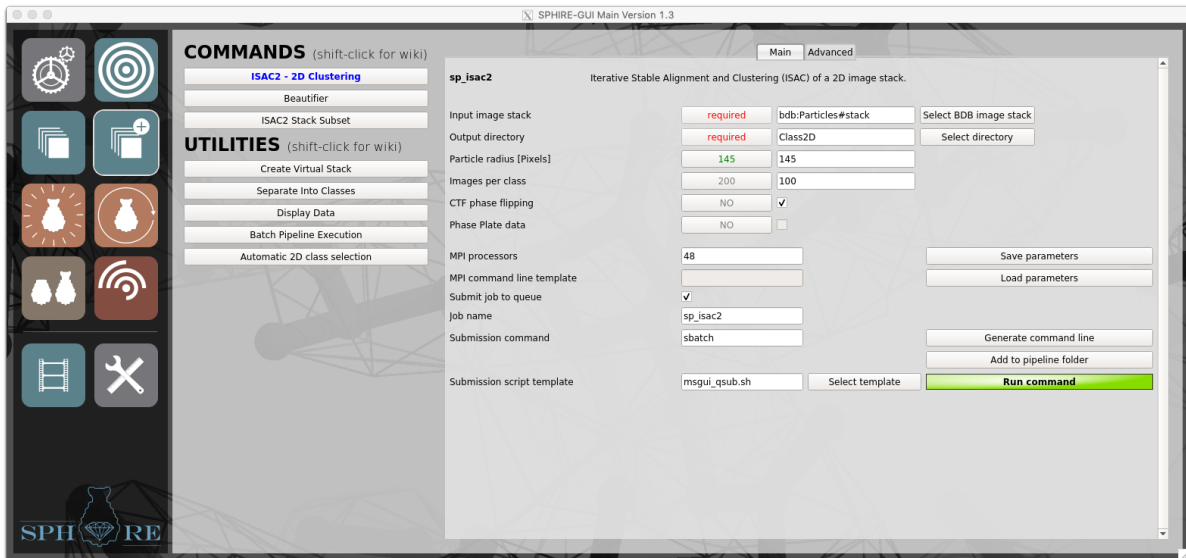 SPHIRE-GUI Main Version 1.3
COMMANDS (shift-click for wiki)
ISAC2 - 2D Clustering
Beautifier
ISAC2 Stack Subset
UTILITIES (shift-click for wiki)
Create Virtual Stack
Separate Into Classes
Display Data
Batch Pipeline Execution
Automatic 2D class selection
SPHIRE
Main Advanced
sp_isac2 Iterative Stable Alignment and Clustering (ISAC) of a 2D image stack.
Input image stack required bdb:Particles#stack Select BDB image stack
Output directory required Class2D Select directory
Particle radius [Pixels] 145 145
Images per class 200 100
CTF phase flipping NO
Phase Plate data NO
MPI processors 48 Save parameters
MPI command line template Load parameters
Submit job to queue
Job name sp_isac2
Submission command sbatch Generate command line
Add to pipeline folder
Submission script template msgui_qsub.sh Select template Run command